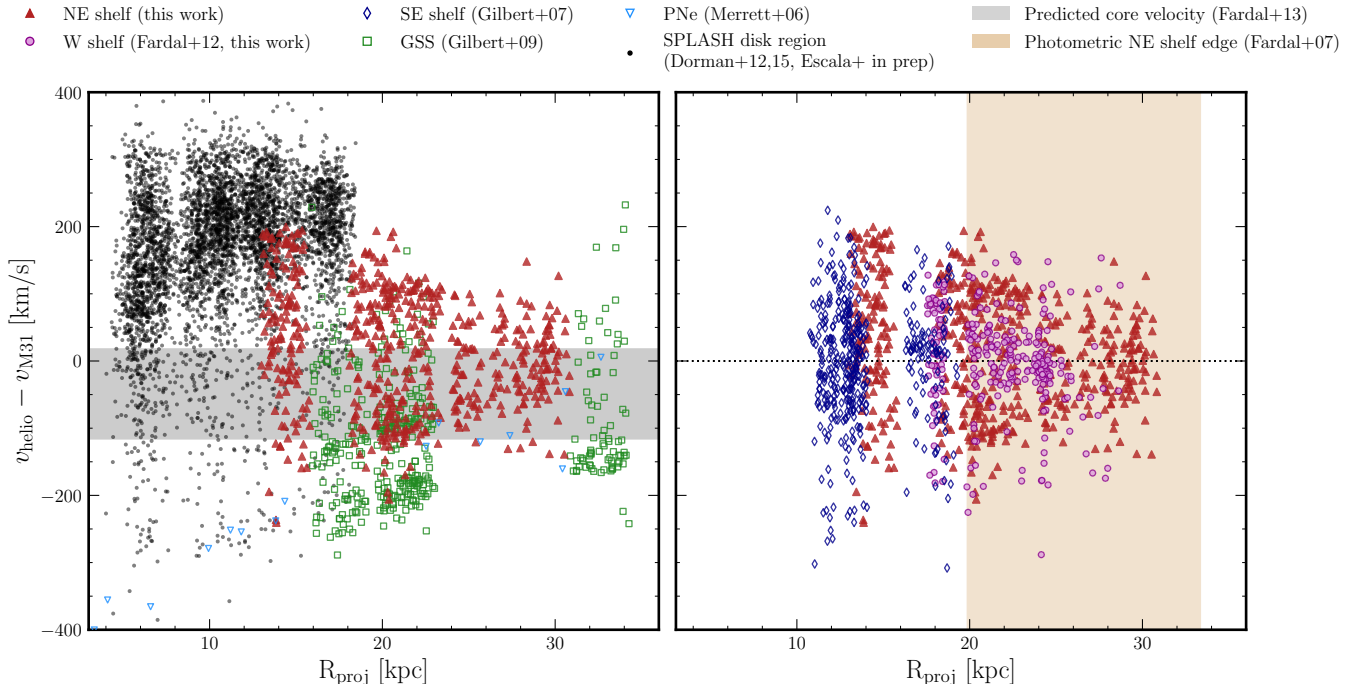 NE shelf (this work)
W shelf (Fardal+12, this work)
SE shelf (Gilbert+07)
GSS (Gilbert+09)
PNe (Merrett+06)
SPLASH disk region
(Dorman+12,15, Escala+ in prep)
Predicted core velocity (Fardal+13)
Photometric NE shelf edge (Fardal+07)
400
200
0
−200
−400
v_helio − v_M31 [km/s]
10
20
30
R_proj [kpc]
10
20
30
R_proj [kpc]